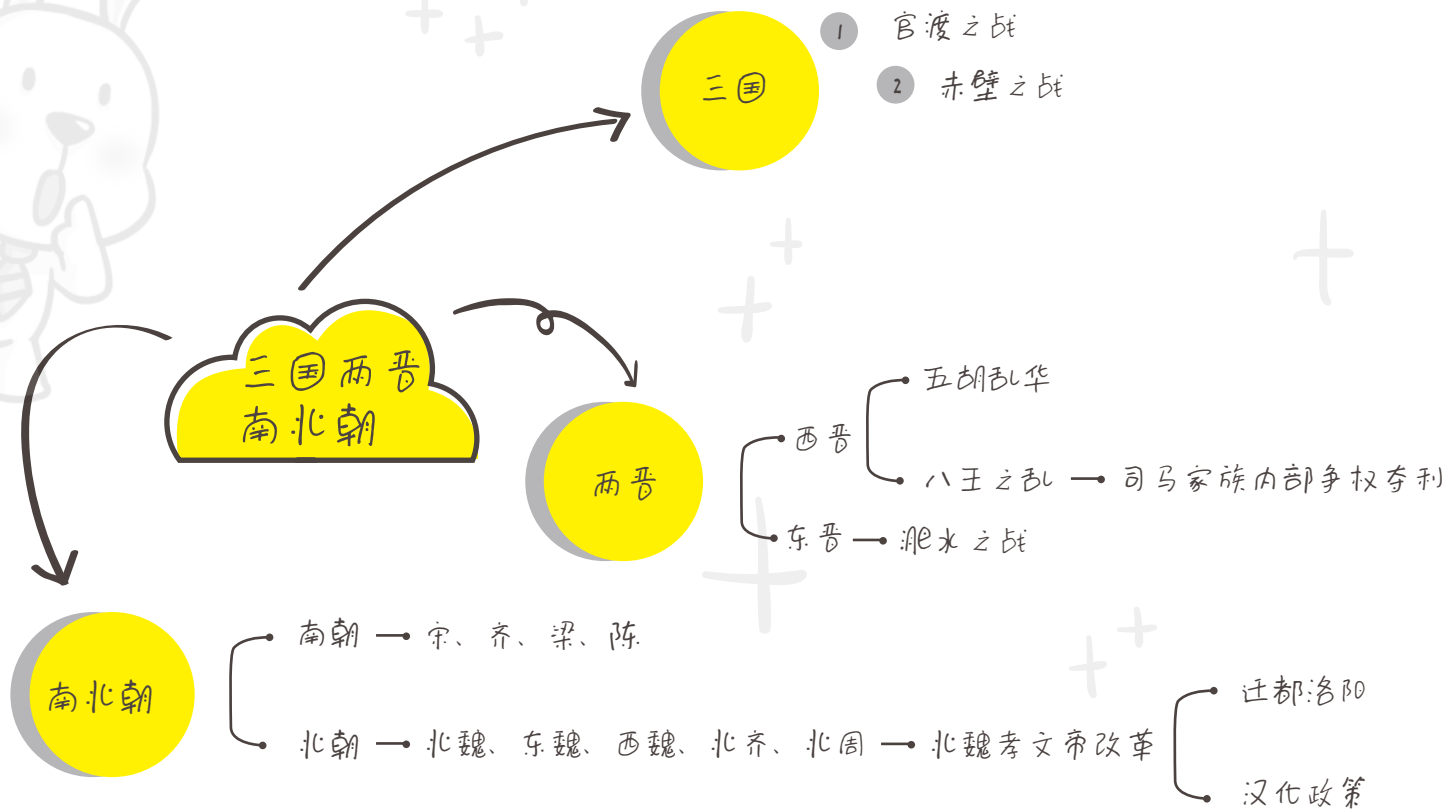 三国
1 官渡之战
2 赤壁之战
三国两晋
南北朝
两晋
西晋
五胡乱华
八王之乱
司马家族内部争权夺利
东晋
淝水之战
南北朝
南朝
宋、齐、梁、陈
北朝
北魏、东魏、西魏、北齐、北周
北魏孝文帝改革
迁都洛阳
汉化政策